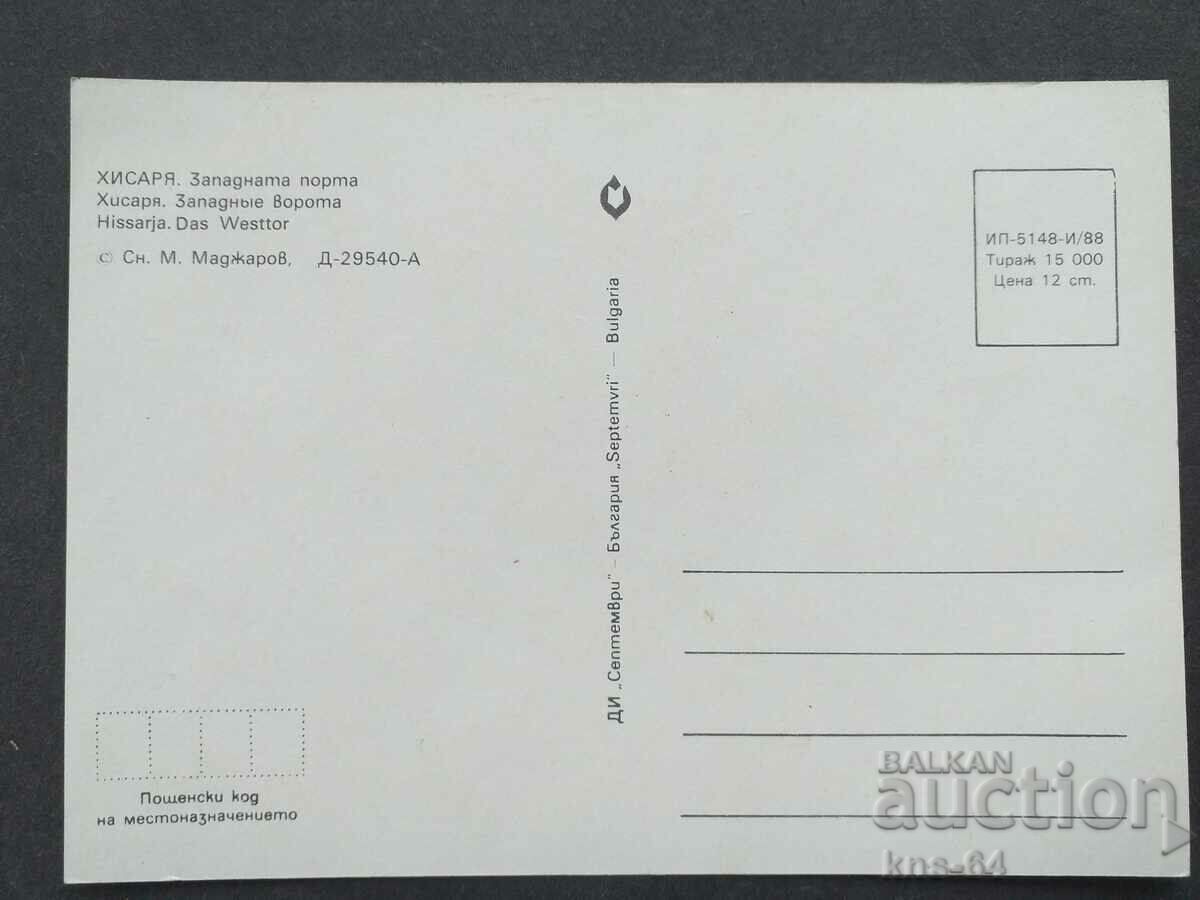 ХИСАРЯ. Западната порта
Хисаря. Западные ворота
Hissarja. Das Westtor
© Сн. М. Маджаров, Д-29540-А
ДИ „Септември" – България „Septemvri" — Bulgaria
ИП-5148-И/88
Тираж 15 000
Цена 12 ст.
Пощенски код
на местоназначението
BALKAN
auction
kns-64